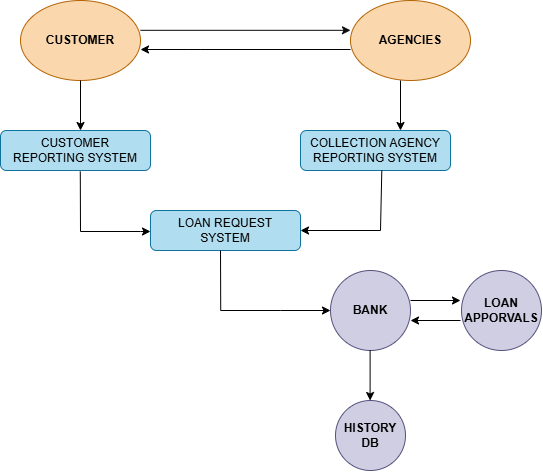 CUSTOMER
AGENCIES
CUSTOMER
REPORTING SYSTEM
COLLECTION AGENCY
REPORTING SYSTEM
LOAN REQUEST
SYSTEM
BANK
LOAN
APPORVALS
HISTORY
DB